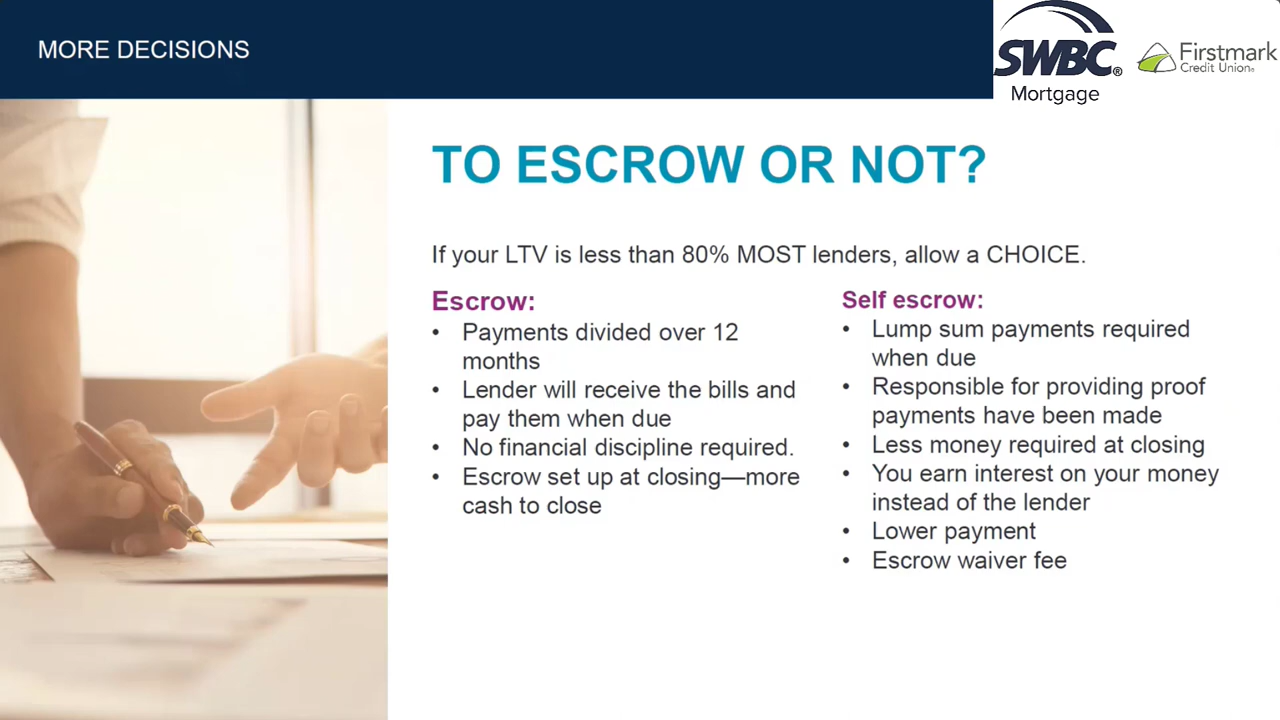 MORE DECISIONS
SWBC®
Mortgage
Firstmark
Credit Union®
TO ESCROW OR NOT?
If your LTV is less than 80% MOST lenders, allow a CHOICE.
Escrow:
• Payments divided over 12
months
• Lender will receive the bills and
pay them when due
• No financial discipline required.
• Escrow set up at closing—more
cash to close
Self escrow:
• Lump sum payments required
when due
• Responsible for providing proof
payments have been made
• Less money required at closing
• You earn interest on your money
instead of the lender
• Lower payment
• Escrow waiver fee